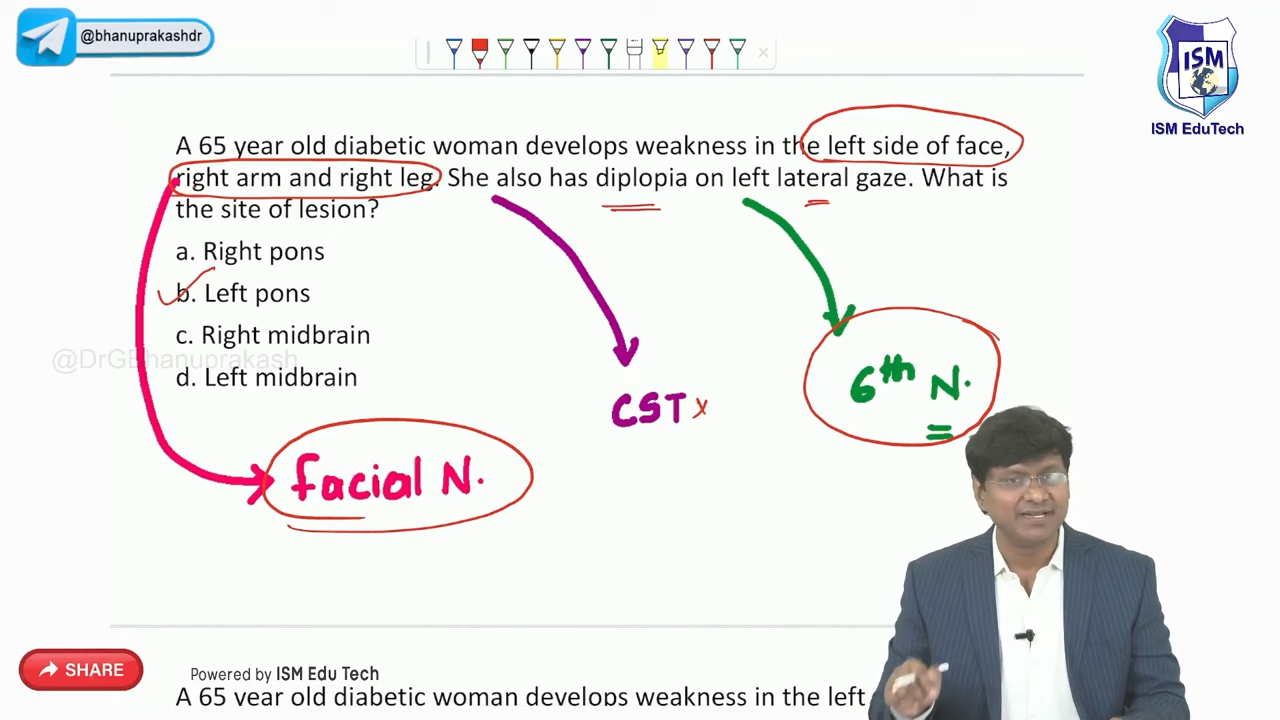 @bhanuprakashdr
ISM
ISM EduTech
A 65 year old diabetic woman develops weakness in the left side of face,
right arm and right leg. She also has diplopia on left lateral gaze. What is
the site of lesion?
a. Right pons
b. Left pons
c. Right midbrain
@DrGBhanuprakash
d. Left midbrain
6th N.
CST x
facial N.
SHARE
Powered by ISM Edu Tech
A 65 year old diabetic woman develops weakness in the left